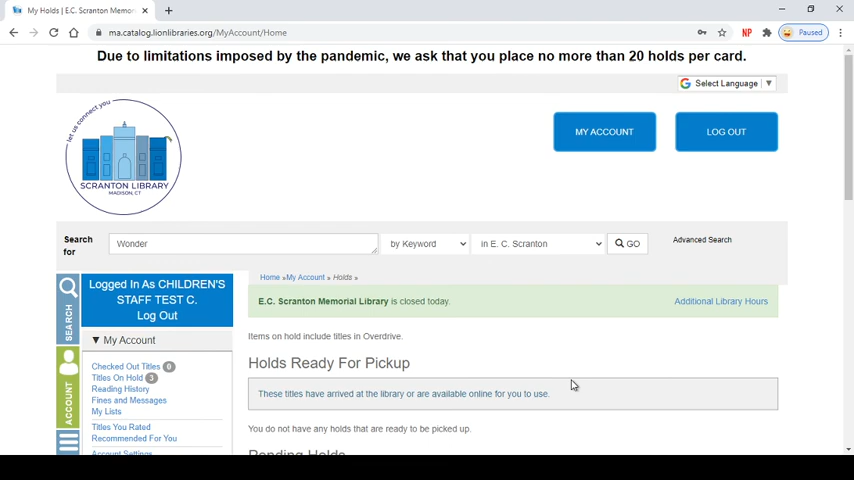 My Holds | E.C. Scranton Memor
ma.catalog.lionlibraries.org/MyAccount/Home
NP
Paused
Due to limitations imposed by the pandemic, we ask that you place no more than 20 holds per card.
G Select Language ▼
let us connect you
SCRANTON LIBRARY
MADISON, CT
MY ACCOUNT
LOG OUT
Search for
Wonder
by Keyword
in E. C. Scranton
GO
Advanced Search
SEARCH
ACCOUNT
Logged In As CHILDREN'S
STAFF TEST C.
Log Out
▼ My Account
Checked Out Titles 0
Titles On Hold 3
Reading History
Fines and Messages
My Lists
Titles You Rated
Recommended For You
Account Settings
Home »My Account » Holds »
E.C. Scranton Memorial Library is closed today.
Additional Library Hours
Items on hold include titles in Overdrive.
Holds Ready For Pickup
These titles have arrived at the library or are available online for you to use.
You do not have any holds that are ready to be picked up.
Pending Holds